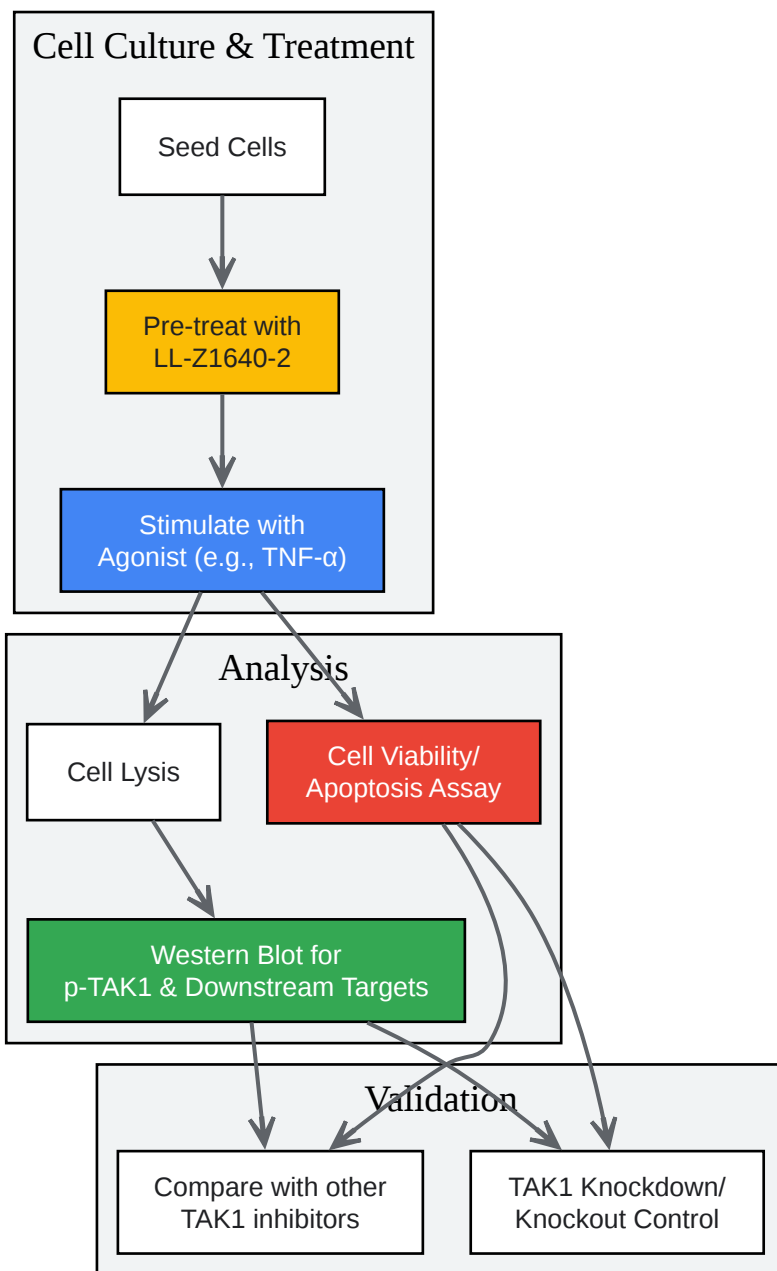 Cell Culture & Treatment
Seed Cells
Pre-treat with
LL-Z1640-2
Stimulate with
Agonist (e.g., TNF-α)
Analysis
Cell Lysis
Cell Viability/
Apoptosis Assay
Western Blot for
p-TAK1 & Downstream Targets
Validation
Compare with other
TAK1 inhibitors
TAK1 Knockdown/
Knockout Control